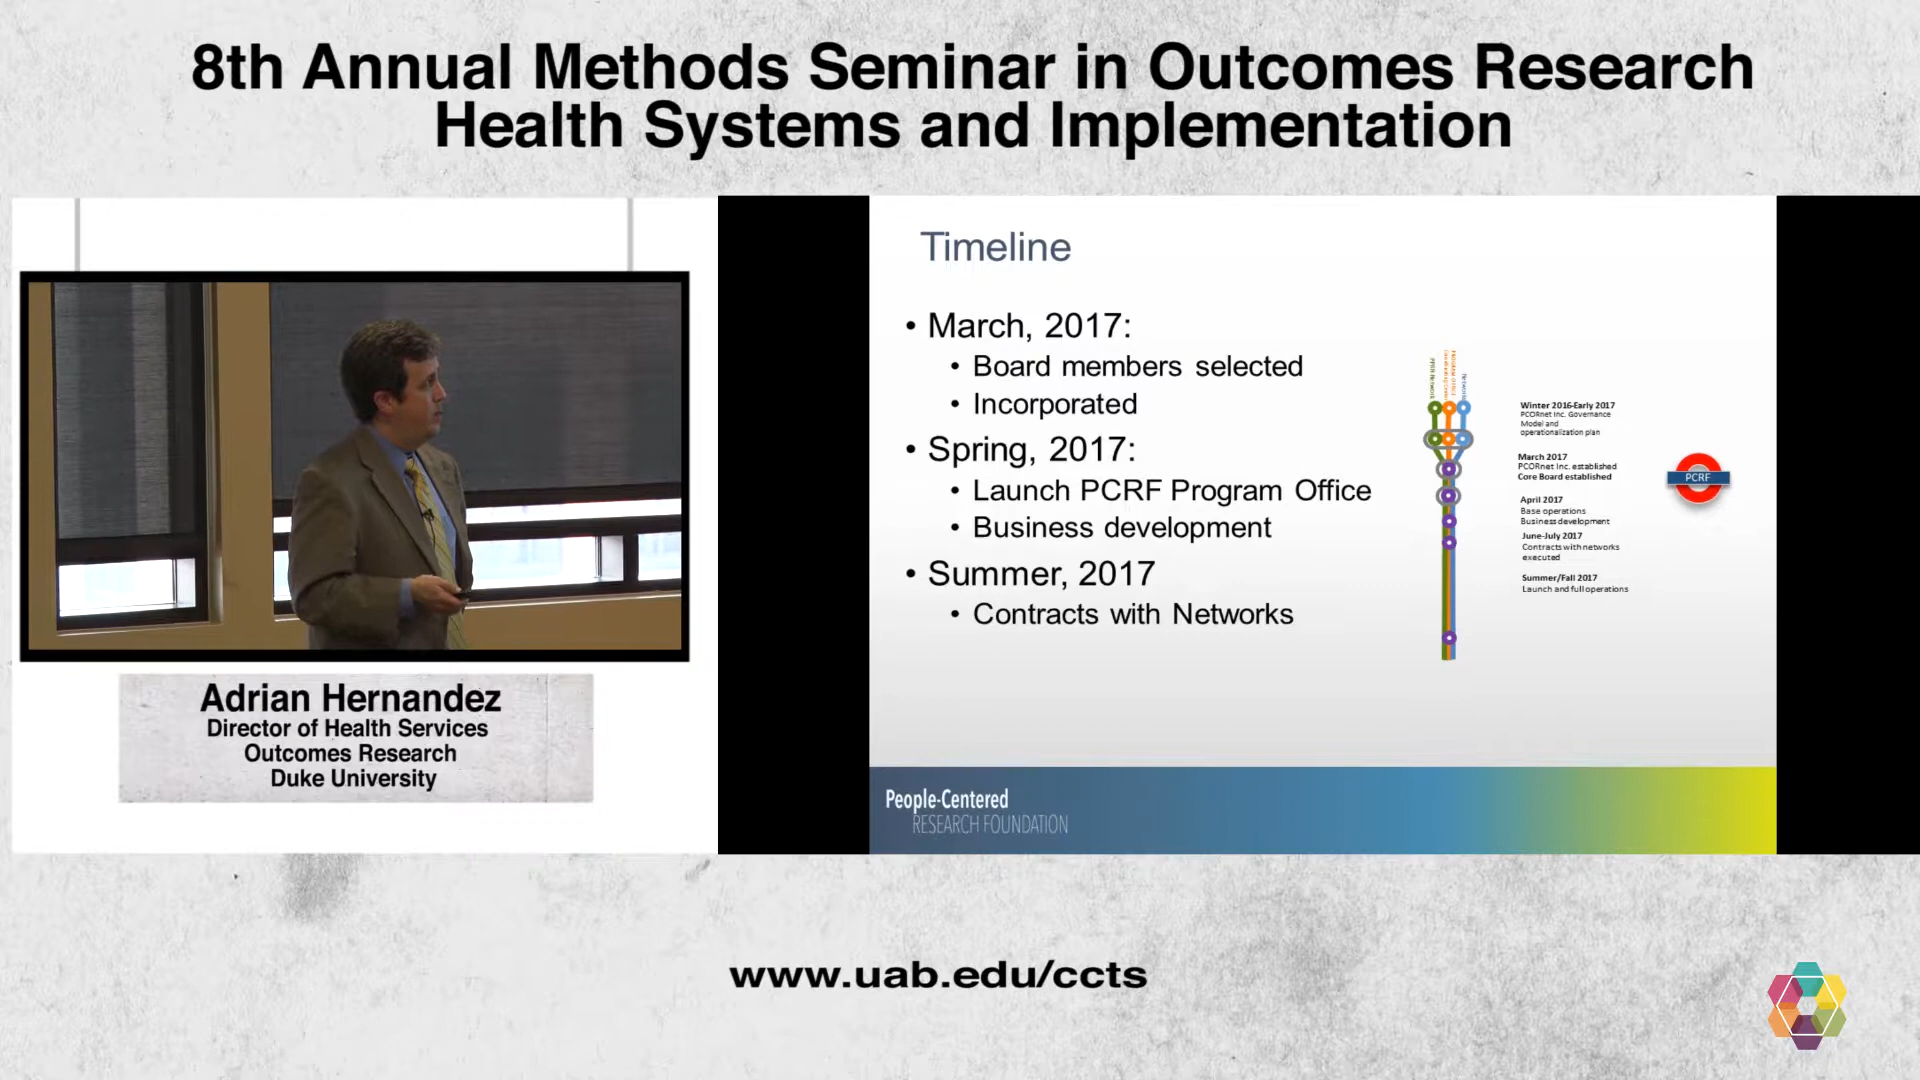 8th Annual Methods Seminar in Outcomes Research
Health Systems and Implementation
Timeline
• March, 2017:
• Board members selected
• Incorporated
• Spring, 2017:
• Launch PCRF Program Office
• Business development
• Summer, 2017
• Contracts with Networks
Winter 2016-Early 2017
PCORnet Inc. Governance
Model and
operationalization plan
March 2017
PCORnet Inc. established
Core Board established
April 2017
Base operations
Business development
June-July 2017
Contracts with networks
executed
Summer/Fall 2017
Launch and full operations
PCRF
People-Centered
RESEARCH FOUNDATION
Adrian Hernandez
Director of Health Services
Outcomes Research
Duke University
www.uab.edu/ccts